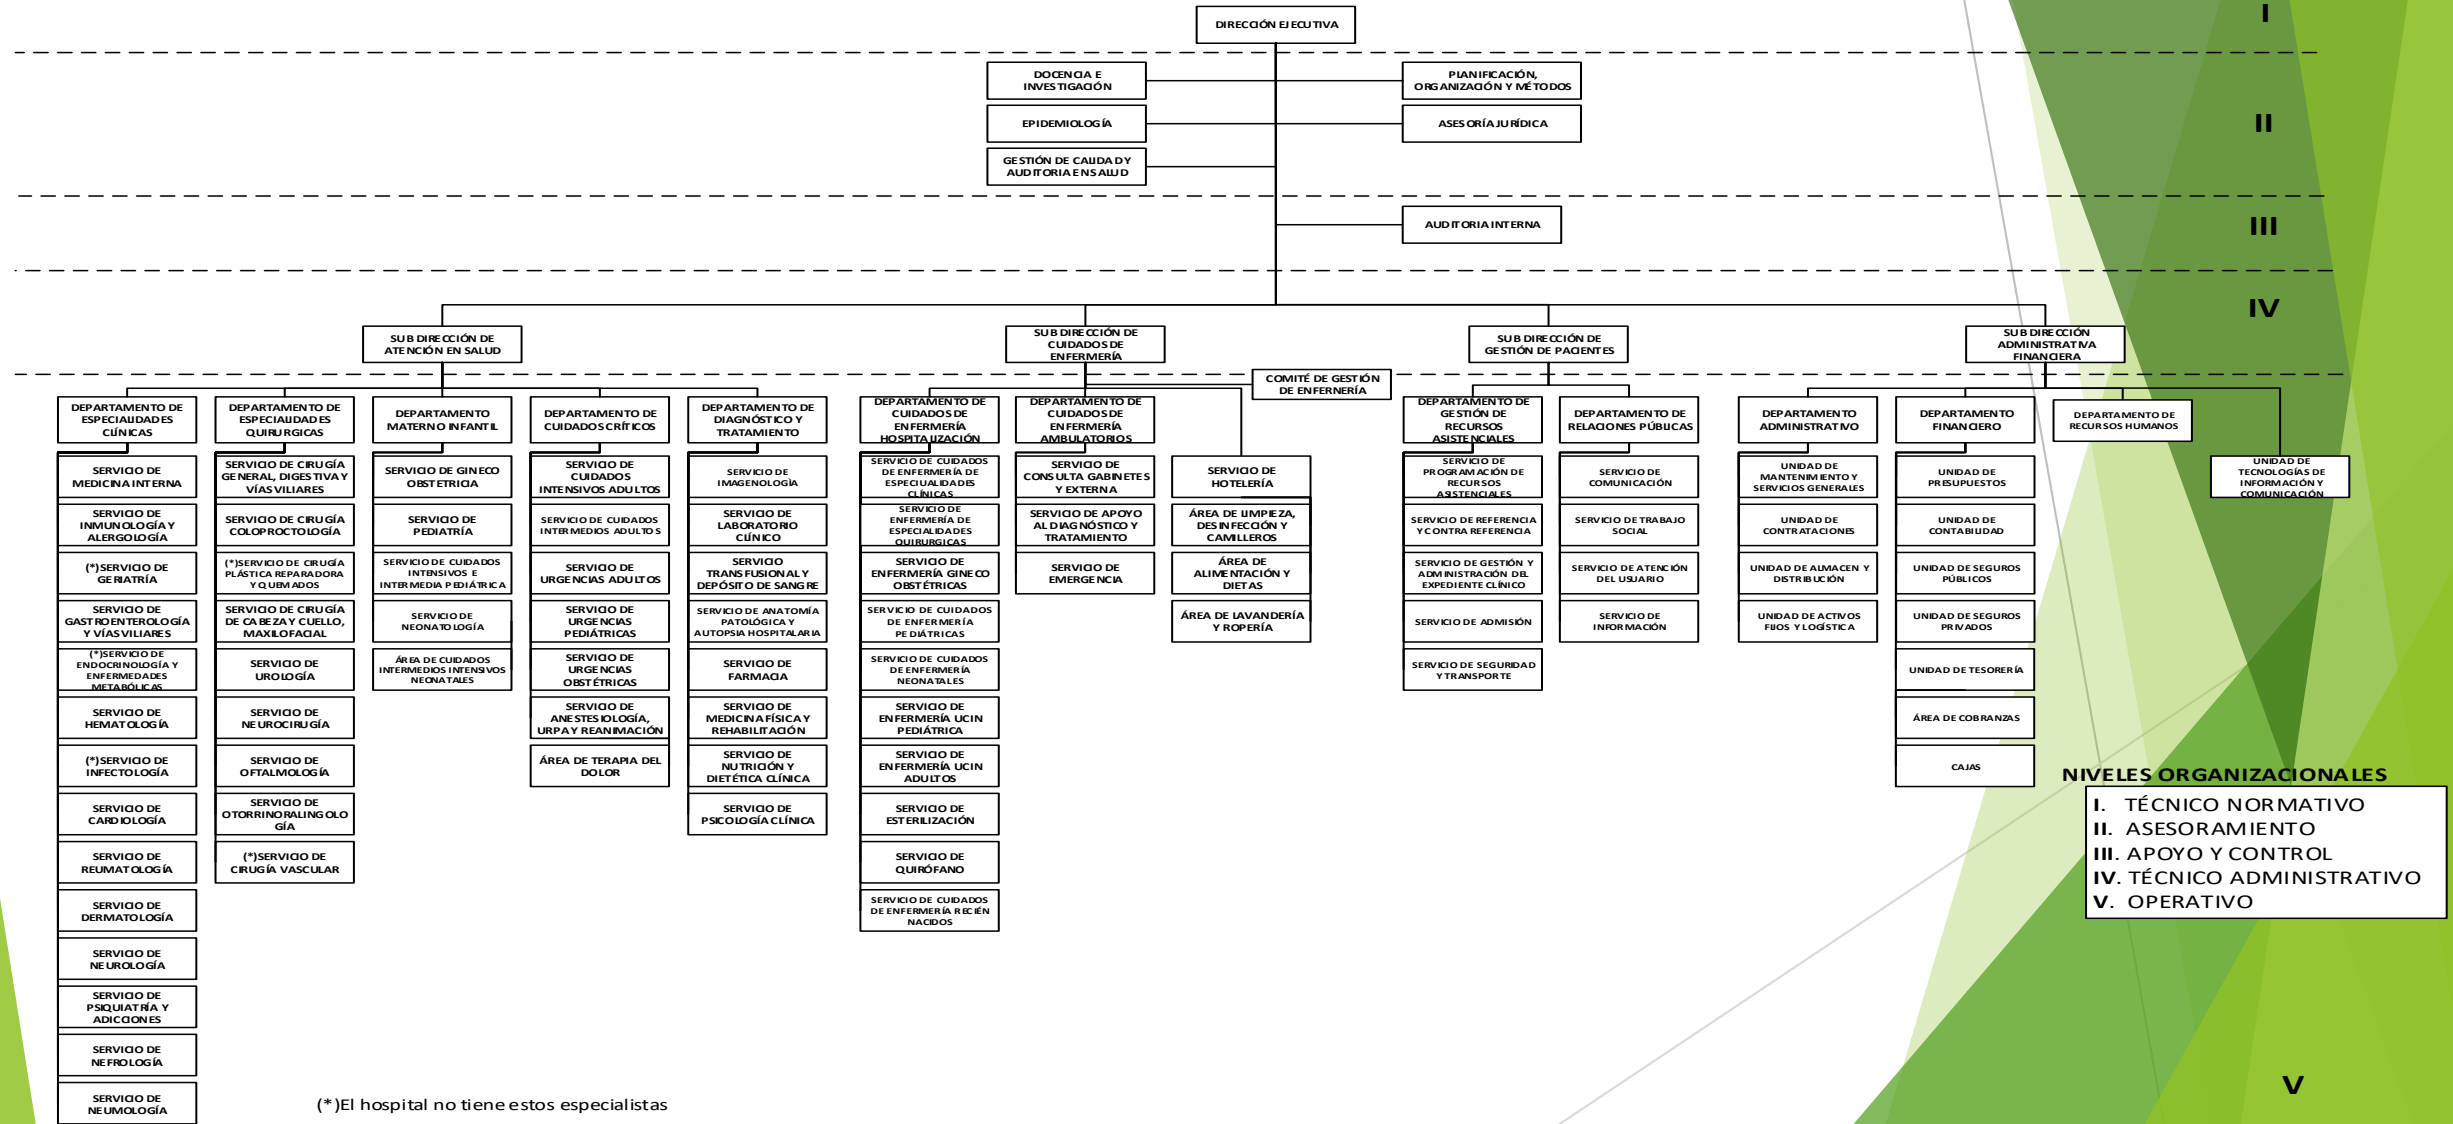 DIRECCIÓN EJECUTIVA
I
DOCENCIA E
INVESTIGACIÓN
PLANIFICACIÓN,
ORGANIZACIÓN Y MÉTODOS
EPIDEMIOLOGÍA
ASESORÍA JURÍDICA
II
GESTIÓN DE CALIDAD Y
AUDITORIA EN SALUD
AUDITORIA INTERNA
III
IV
SUB DIRECCIÓN DE
ATENCIÓN EN SALUD
SUB DIRECCIÓN DE
CUIDADOS DE
ENFERMERÍA
SUB DIRECCIÓN DE
GESTIÓN DE PACIENTES
SUB DIRECCIÓN
ADMINISTRATIVA
FINANCIERA
COMITÉ DE GESTIÓN
DE ENFERNERÍA
DEPARTAMENTO DE
ESPECIALIDADES
CLÍNICAS
SERVICIO DE
MEDICINA INTERNA
SERVICIO DE
INMUNOLOGÍA Y
ALERGOLOGÍA
(*)SERVICIO DE
GERIATRÍA
SERVICIO DE
GASTROENTEROLOGÍA
Y VÍAS VILIARES
(*)SERVICIO DE
ENDOCRINOLOGÍA Y
ENFERMEDADES
METABÓLICAS
SERVICIO DE
HEMATOLOGÍA
(*)SERVICIO DE
INFECTOLOGÍA
SERVICIO DE
CARDIOLOGÍA
SERVICIO DE
REUMATOLOGÍA
SERVICIO DE
DERMATOLOGÍA
SERVICIO DE
NEUROLOGÍA
SERVICIO DE
PSIQUIATRÍA Y
ADICCIONES
SERVICIO DE
NEFROLOGÍA
SERVICIO DE
NEUMOLOGÍA
DEPARTAMENTO DE
ESPECIALIDADES
QUIRURGICAS
SERVICIO DE CIRUGÍA
GENERAL, DIGESTIVA Y
VÍAS VILIARES
SERVICIO DE CIRUGÍA
COLOPROCTOLOGÍA
(*)SERVICIO DE CIRUGÍA
PLÁSTICA REPARADORA
Y QUEMADOS
SERVICIO DE CIRUGÍA
DE CABEZA Y CUELLO,
MAXILOFACIAL
SERVICIO DE
UROLOGÍA
SERVICIO DE
NEUROCIRUGÍA
SERVICIO DE
OFTALMOLOGÍA
SERVICIO DE
OTORRINORALINGOLO
GÍA
(*)SERVICIO DE
CIRUGÍA VASCULAR
DEPARTAMENTO
MATERNO INFANTIL
SERVICIO DE GINECO
OBSTETRICIA
SERVICIO DE
PEDIATRÍA
SERVICIO DE CUIDADOS
INTENSIVOS E
INTERMEDIA PEDIÁTRICA
SERVICIO DE
NEONATOLOGÍA
ÁREA DE CUIDADOS
INTERMEDIOS INTENSIVOS
NEONATALES
DEPARTAMENTO DE
CUIDADOS CRÍTICOS
SERVICIO DE
CUIDADOS
INTENSIVOS ADULTOS
SERVICIO DE CUIDADOS
INTERMEDIOS ADULTOS
SERVICIO DE
URGENCIAS ADULTOS
SERVICIO DE
URGENCIAS
PEDIÁTRICAS
SERVICIO DE
URGENCIAS
OBSTÉTRICAS
SERVICIO DE
ANESTESIOLOGÍA,
URPA Y REANIMACIÓN
ÁREA DE TERAPIA DEL
DOLOR
DEPARTAMENTO DE
DIAGNÓSTICO Y
TRATAMIENTO
SERVICIO DE
IMAGENOLOGÌA
SERVICIO DE
LABORATORIO
CLÍNICO
SERVICIO
TRANSFUSIONAL Y
DEPÓSITO DE SANGRE
SERVICIO DE ANATOMÍA
PATOLÓGICA Y
AUTOPSIA HOSPITALARIA
SERVICIO DE
FARMACIA
SERVICIO DE
MEDICINA FÍSICA Y
REHABILITACIÓN
SERVICIO DE
NUTRICIÓN Y
DIETÉTICA CLÍNICA
SERVICIO DE
PSICOLOGÍA CLÍNICA
DEPARTAMENTO DE
CUIDADOS DE
ENFERMERÍA
HOSPITALIZACIÓN
SERVICIO DE CUIDADOS
DE ENFERMERÍA DE
ESPECIUALIDADES
CLÍNICAS
SERVICIO DE
ENFERMERÍA DE
ESPECIALIDADES
QUIRURGICAS
SERVICIO DE
ENFERMERÍA GINECO
OBSTÉTRICAS
SERVICIO DE CUIDADOS
DE ENFERMERÍA
PEDIÁTRICAS
SERVICIO DE CUIDADOS
DE ENFERMERÍA
NEONATALES
SERVICIO DE
ENFERMERÍA UCIN
PEDIÁTRICA
SERVICIO DE
ENFERMERÍA UCIN
ADULTOS
SERVICIO DE
ESTERILIZACIÓN
SERVICIO DE
QUIRÓFANO
SERVICIO DE CUIDADOS
DE ENFERMERÍA RECIÉN
NACIDOS
DEPARTAMENTO DE
CUIDADOS DE
ENFERMERÍA
AMBULATORIOS
SERVICIO DE
CONSULTA GABINETES
Y EXTERNA
SERVICIO DE APOYO
AL DIAGNÓSTICO Y
TRATAMIENTO
SERVICIO DE
EMERGENCIA
SERVICIO DE
HOTELERÍA
ÁREA DE LIMPIEZA,
DESINFECCIÓN Y
CAMILLEROS
ÁREA DE
ALIMENTACIÓN Y
DIETAS
ÁREA DE LAVANDERÍA
Y ROPERÍA
DEPARTAMENTO DE
GESTIÓN DE
RECURSOS
ASISTENCIALES
SERVICIO DE
PROGRAMACIÓN DE
RECURSOS
ASISTENCIALES
SERVICIO DE REFERENCIA
Y CONTRA REFERENCIA
SERVICIO DE GESTIÓN Y
ADMINISTRACIÓN DEL
EXPEDIENTE CLÍNICO
SERVICIO DE ADMISIÓN
SERVICIO DE SEGURIDAD
Y TRANSPORTE
DEPARTAMENTO DE
RELACIONES PÚBLICAS
SERVICIO DE
COMUNICACIÓN
SERVICIO DE TRABAJO
SOCIAL
SERVICIO DE ATENCIÓN
DEL USUARIO
SERVICIO DE
INFORMACIÓN
DEPARTAMENTO
ADMINISTRATIVO
UNIDAD DE
MANTENIMIENTO Y
SERVICIOS GENERALES
UNIDAD DE
CONTRATACIONES
UNIDAD DE ALMACEN Y
DISTRIBUCIÓN
UNIDAD DE ACTIVOS
FIJOS Y LOGÍSTICA
DEPARTAMENTO
FINANCIERO
UNIDAD DE
PRESUPUESTOS
UNIDAD DE
CONTABILIDAD
UNIDAD DE SEGUROS
PÚBLICOS
UNIDAD DE SEGUROS
PRIVADOS
UNIDAD DE TESORERÍA
ÁREA DE COBRANZAS
CAJAS
DEPARTAMENTO DE
RECURSOS HUMANOS
UNIDAD DE
TECNOLOGÍAS DE
INFORMACIÓN Y
COMUNICACIÓN
NIVELES ORGANIZACIONALES
I. TÉCNICO NORMATIVO
II. ASESORAMIENTO
III. APOYO Y CONTROL
IV. TÉCNICO ADMINISTRATIVO
V. OPERATIVO
V
(*)El hospital no tiene estos especialistas